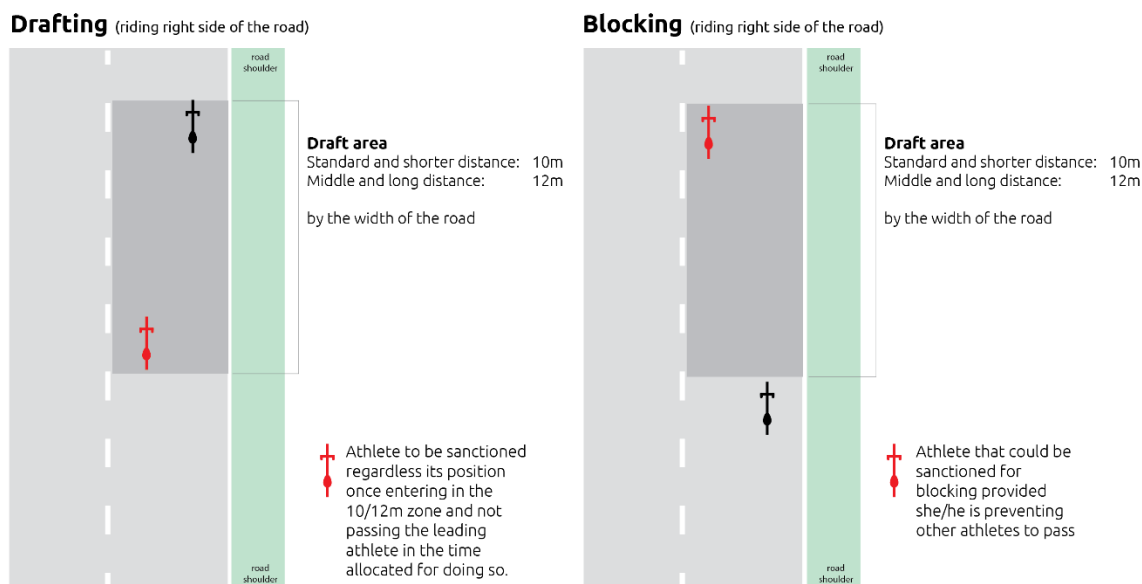 Drafting (riding right side of the road)
road
shoulder
Draft area
Standard and shorter distance: 10m
Middle and long distance: 12m
by the width of the road
Athlete to be sanctioned
regardless its position
once entering in the
10/12m zone and not
passing the leading
athlete in the time
allocated for doing so.
road
shoulder
Blocking (riding right side of the road)
road
shoulder
Draft area
Standard and shorter distance: 10m
Middle and long distance: 12m
by the width of the road
Athlete that could be
sanctioned for
blocking provided
she/he is preventing
other athletes to pass
road
shoulder